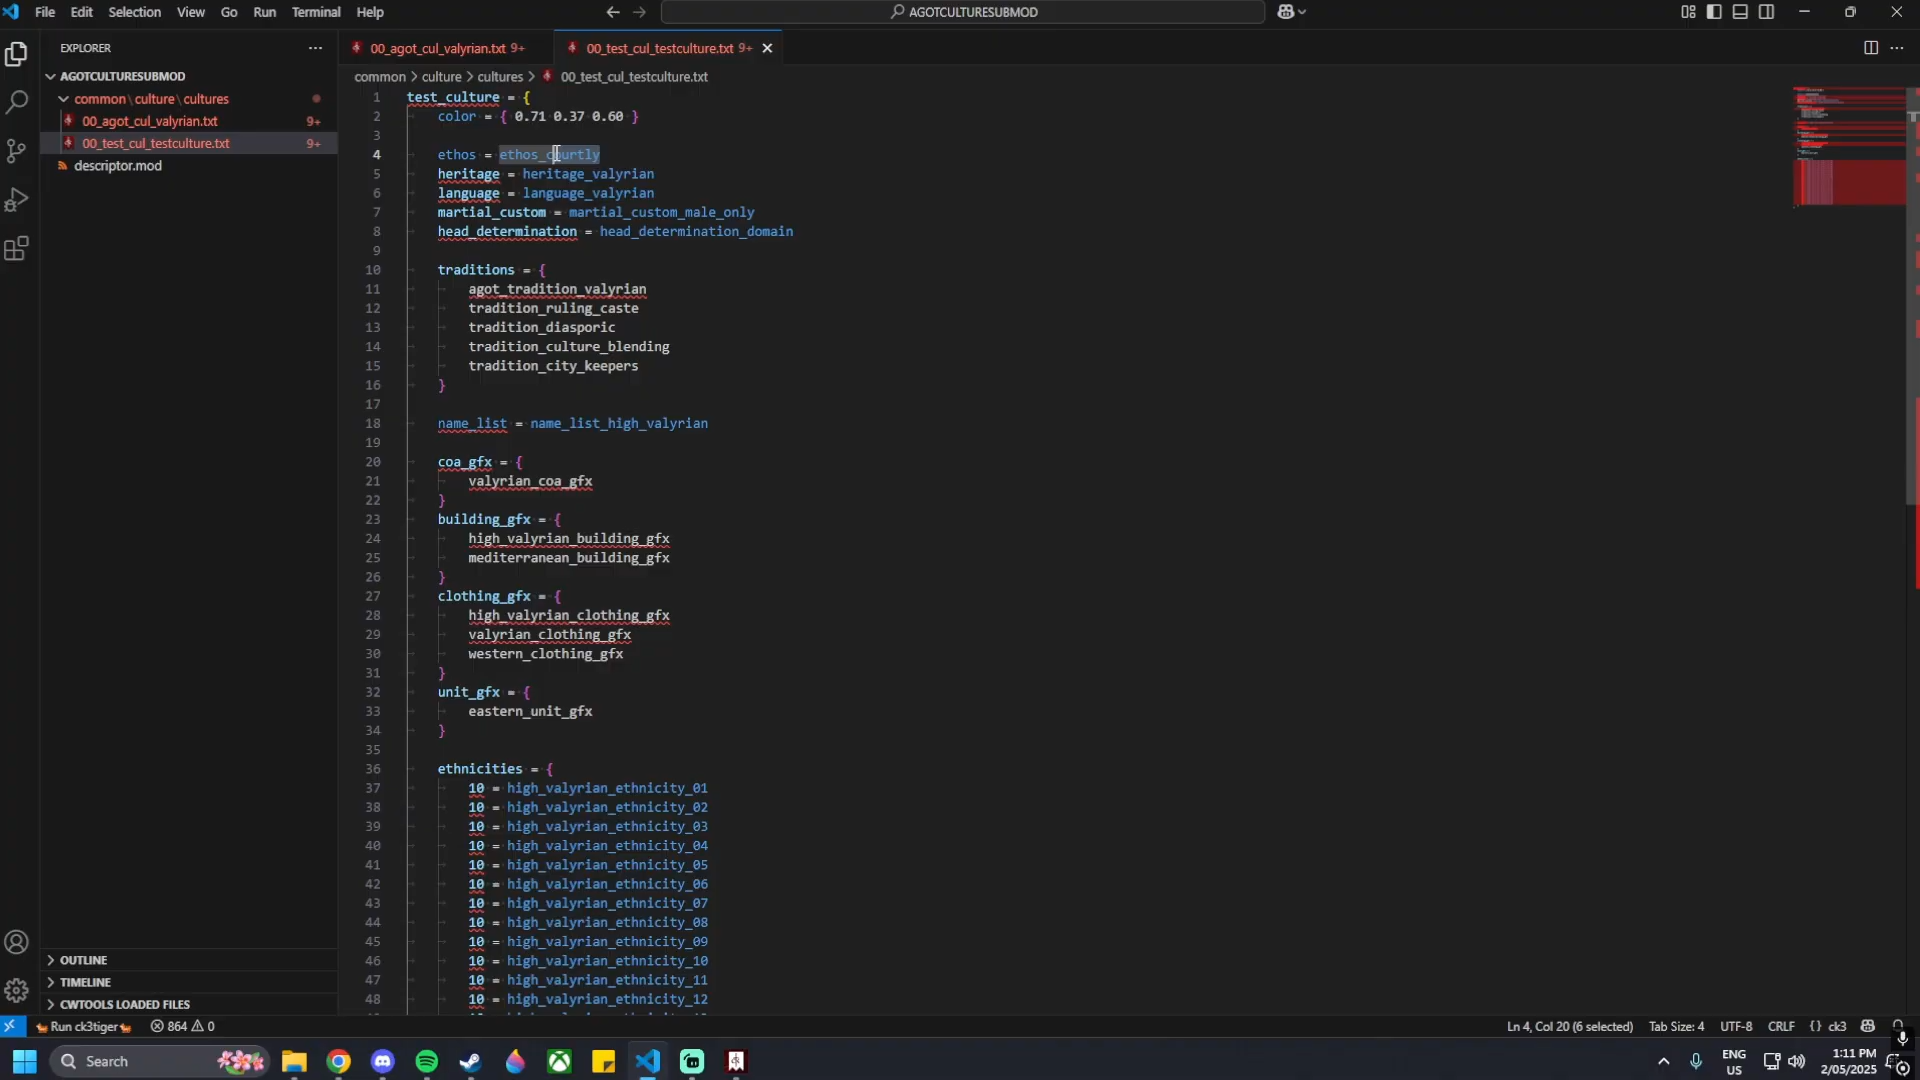 File Edit Selection View Go Run Terminal Help
AGOTCULTURESUBMOD
EXPLORER
AGOTCULTURESUBMOD
common\culture\cultures
00_agot_cul_valyrian.txt 9+
00_test_cul_testculture.txt 9+
descriptor.mod
OUTLINE
TIMELINE
CWTOOLS LOADED FILES
00_agot_cul_valyrian.txt 9+
00_test_cul_testculture.txt 9+
common > culture > cultures > 00_test_cul_testculture.txt
1 test_culture = {
2 color = { 0.71 0.37 0.60 }
3
4 ethos = ethos_courtly
5 heritage = heritage_valyrian
6 language = language_valyrian
7 martial_custom = martial_custom_male_only
8 head_determination = head_determination_domain
9
10 traditions = {
11 agot_tradition_valyrian
12 tradition_ruling_caste
13 tradition_diasporic
14 tradition_culture_blending
15 tradition_city_keepers
16 }
17
18 name_list = name_list_high_valyrian
19
20 coa_gfx = {
21 valyrian_coa_gfx
22 }
23 building_gfx = {
24 high_valyrian_building_gfx
25 mediterranean_building_gfx
26 }
27 clothing_gfx = {
28 high_valyrian_clothing_gfx
29 valyrian_clothing_gfx
30 western_clothing_gfx
31 }
32 unit_gfx = {
33 eastern_unit_gfx
34 }
35
36 ethnicities = {
37 10 = high_valyrian_ethnicity_01
38 10 = high_valyrian_ethnicity_02
39 10 = high_valyrian_ethnicity_03
40 10 = high_valyrian_ethnicity_04
41 10 = high_valyrian_ethnicity_05
42 10 = high_valyrian_ethnicity_06
43 10 = high_valyrian_ethnicity_07
44 10 = high_valyrian_ethnicity_08
45 10 = high_valyrian_ethnicity_09
46 10 = high_valyrian_ethnicity_10
47 10 = high_valyrian_ethnicity_11
48 10 = high_valyrian_ethnicity_12
Run ck3tiger 864 0
Ln 4, Col 20 (6 selected) Tab Size: 4 UTF-8 CRLF {} ck3
Search
ENG
US
1:11 PM
2/05/2025